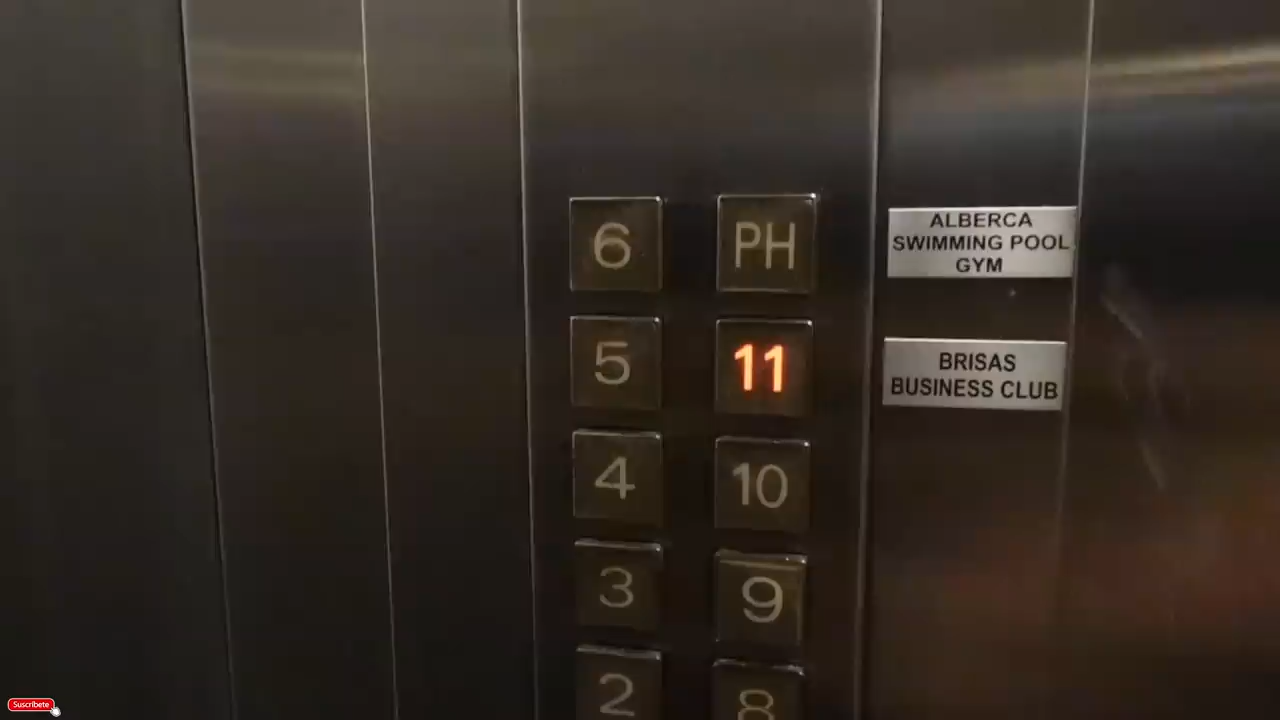 6 PH
ALBERCA
SWIMMING POOL
GYM
5 11
BRISAS
BUSINESS CLUB
4 10
3 9
2 8
Suscríbete